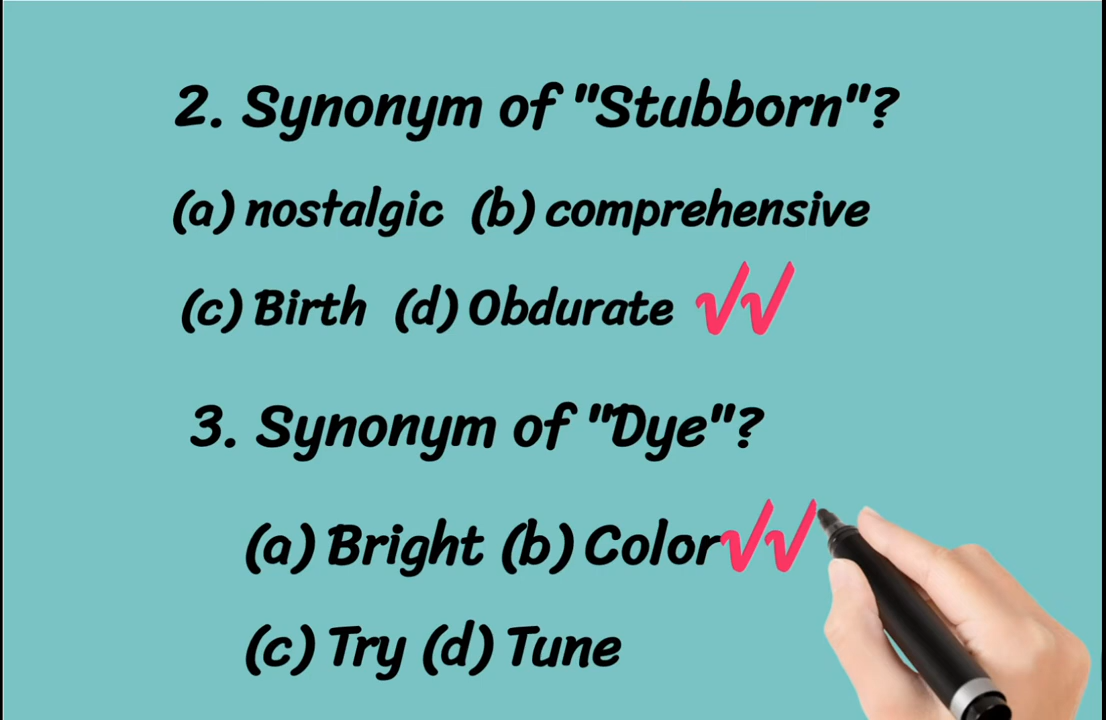 2. Synonym of "Stubborn"?
(a) nostalgic (b) comprehensive
(c) Birth (d) Obdurate √√
3. Synonym of "Dye"?
(a) Bright (b) Color√√
(c) Try (d) Tune